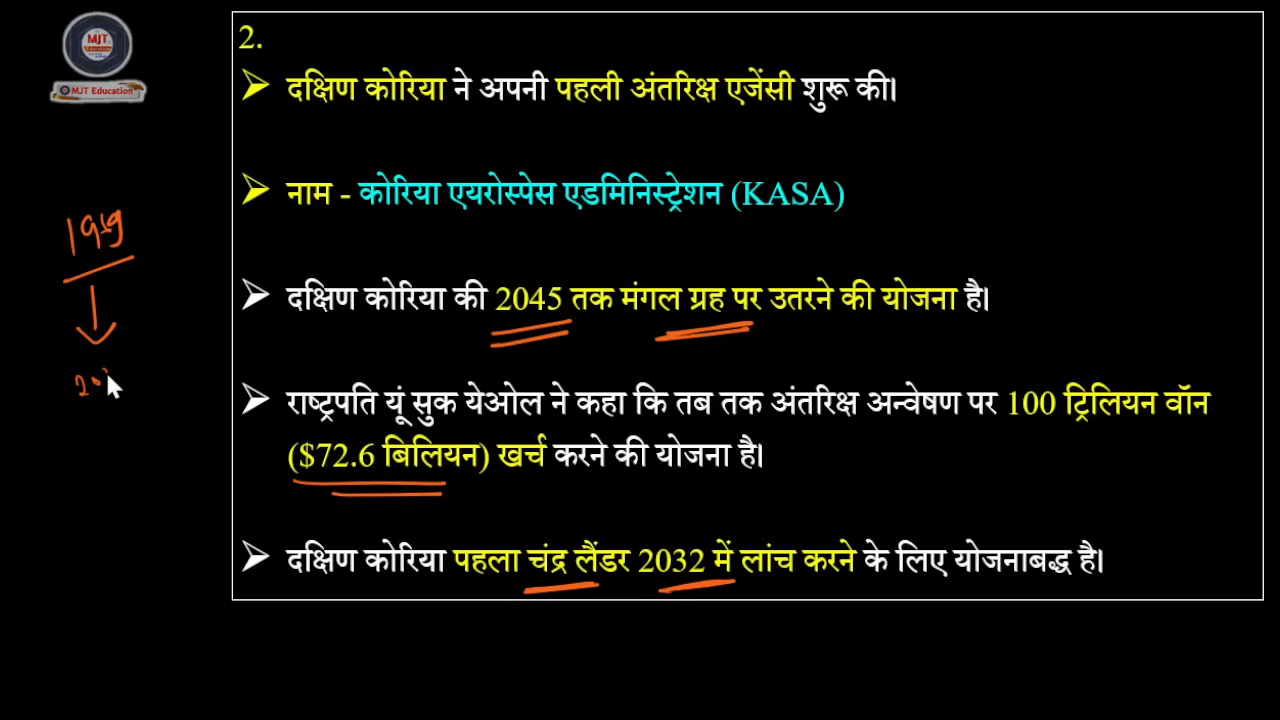 MJT
Education
MJT Education
2.
➢ दक्षिण कोरिया ने अपनी पहली अंतरिक्ष एजेंसी शुरू की।
➢ नाम - कोरिया एयरोस्पेस एडमिनिस्ट्रेशन (KASA)
➢ दक्षिण कोरिया की 2045 तक मंगल ग्रह पर उतरने की योजना है।
➢ राष्ट्रपति यूं सुक येओल ने कहा कि तब तक अंतरिक्ष अन्वेषण पर 100 ट्रिलियन वॉन
($72.6 बिलियन) खर्च करने की योजना है।
➢ दक्षिण कोरिया पहला चंद्र लैंडर 2032 में लांच करने के लिए योजनाबद्ध है।